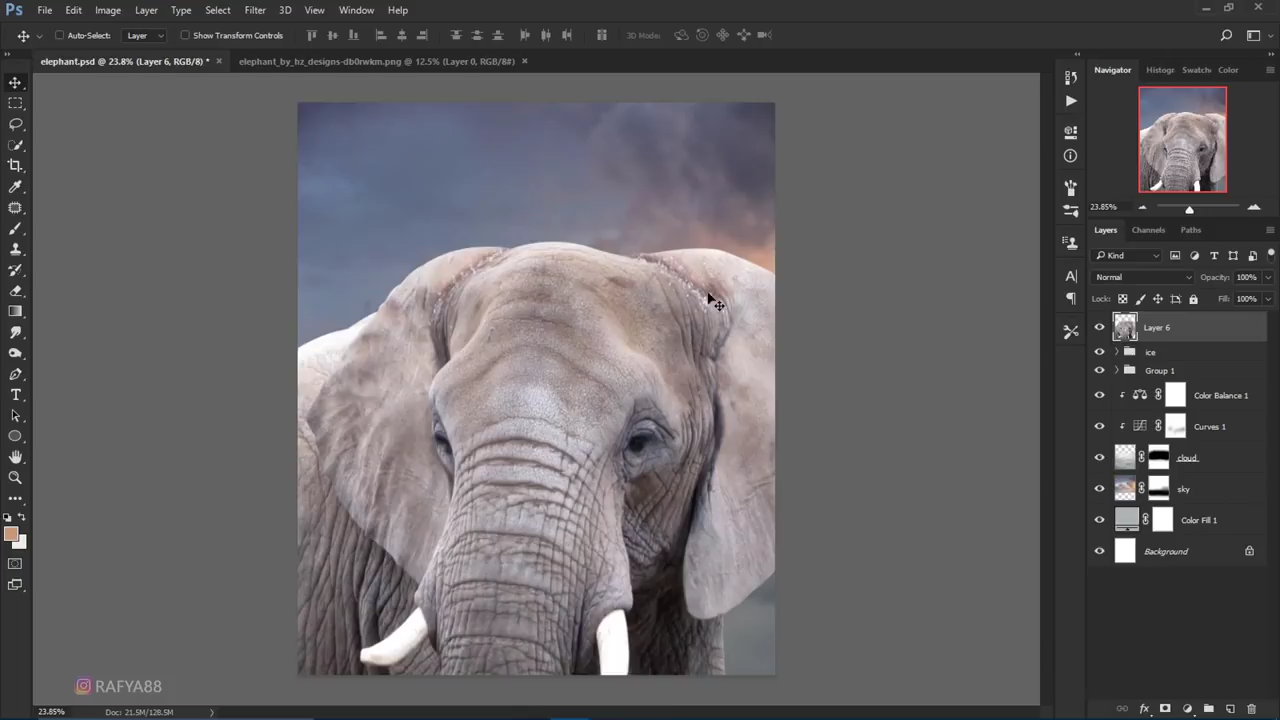 Ps File Edit Image Layer Type Select Filter 3D View Window Help
Auto-Select: Layer Show Transform Controls 3D Mode:
elephant.psd @ 23.8% (Layer 6, RGB/8) * × elephant_by_hz_designs-db0rwkm.png @ 12.5% (Layer 0, RGB/8#) ×
Navigator Histogr Swatch Color
23.85%
Layers Channels Paths
Kind
Normal Opacity: 100%
Lock: Fill: 100%
Layer 6
ice
Group 1
Color Balance 1
Curves 1
cloud
sky
Color Fill 1
Background
RAFYA88
23.85% Doc: 21.5M/128.5M